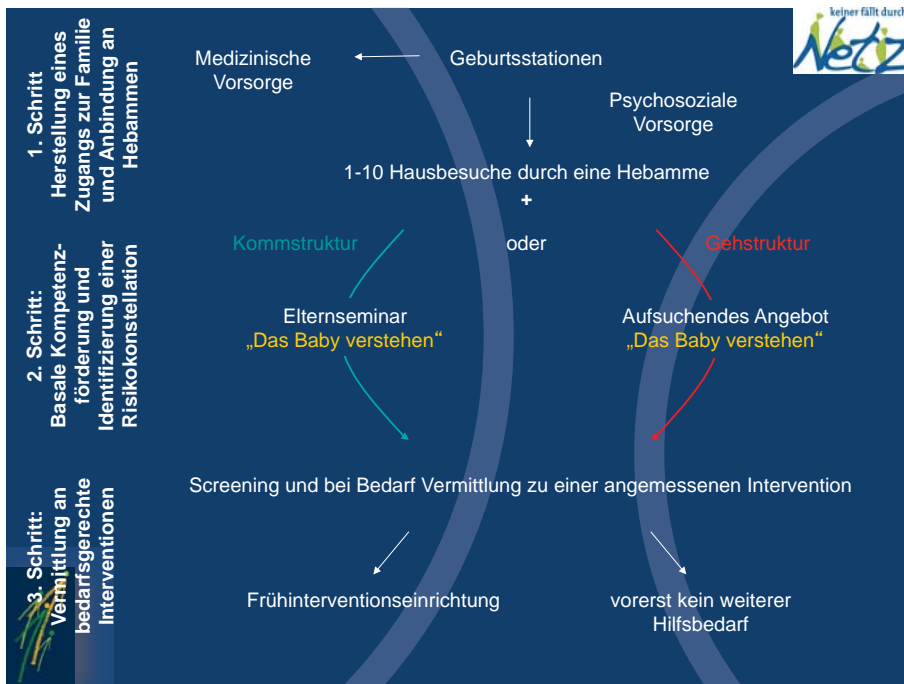 keiner fällt durch
Netz
1. Schritt
Herstellung eines
Zugangs zur Familie
und Anbindung an
Hebammen
Medizinische
Vorsorge
Geburtsstationen
Psychosoziale
Vorsorge
1-10 Hausbesuche durch eine Hebamme
+
2. Schritt:
Basale Kompetenz-
förderung und
Identifizierung einer
Risikokonstellation
Kommstruktur
oder
Gehstruktur
Elternseminar
„Das Baby verstehen“
Aufsuchendes Angebot
„Das Baby verstehen“
3. Schritt:
Vermittlung an
bedarfsgerechte
Interventionen
Screening und bei Bedarf Vermittlung zu einer angemessenen Intervention
Frühinterventionseinrichtung
vorerst kein weiterer
Hilfsbedarf